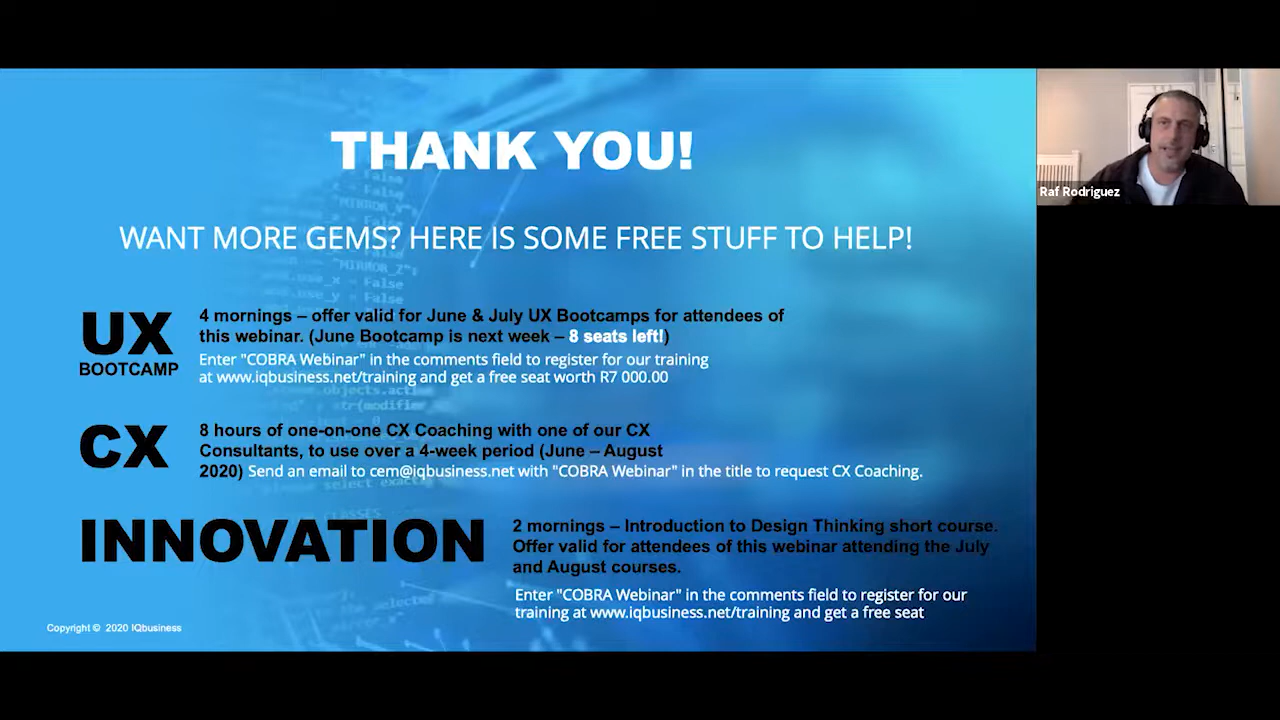 THANK YOU!
Raf Rodriguez
WANT MORE GEMS? HERE IS SOME FREE STUFF TO HELP!
UX
BOOTCAMP
4 mornings – offer valid for June & July UX Bootcamps for attendees of
this webinar. (June Bootcamp is next week – 8 seats left!)
Enter "COBRA Webinar" in the comments field to register for our training
at www.iqbusiness.net/training and get a free seat worth R7 000.00
CX
8 hours of one-on-one CX Coaching with one of our CX
Consultants, to use over a 4-week period (June – August
2020) Send an email to cem@iqbusiness.net with "COBRA Webinar" in the title to request CX Coaching.
INNOVATION
2 mornings – Introduction to Design Thinking short course.
Offer valid for attendees of this webinar attending the July
and August courses.
Enter "COBRA Webinar" in the comments field to register for our
training at www.iqbusiness.net/training and get a free seat
Copyright © 2020 IQbusiness